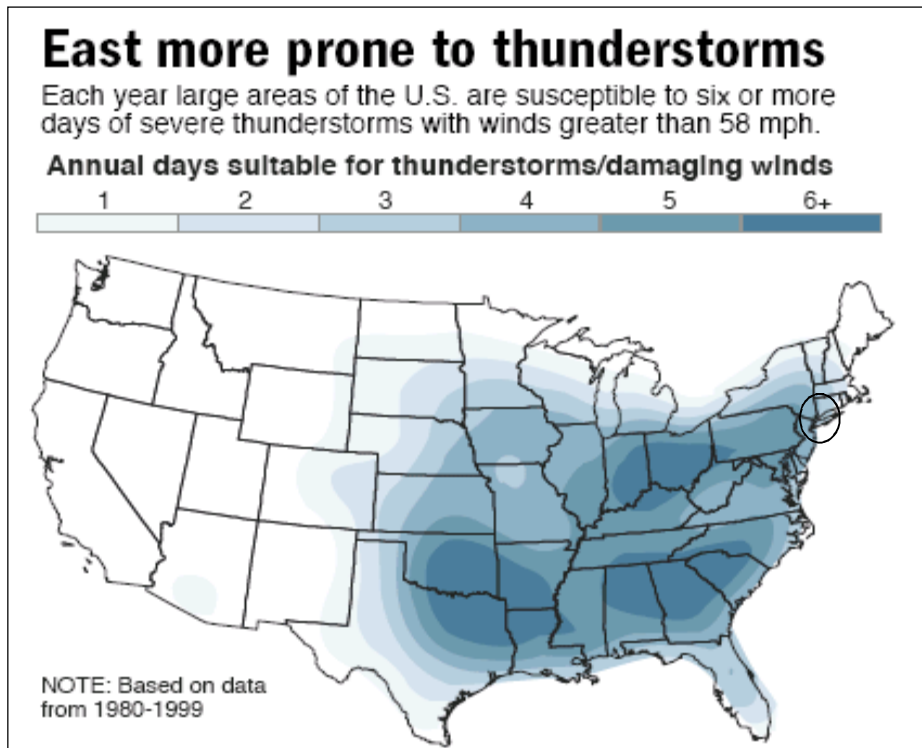 East more prone to thunderstorms
Each year large areas of the U.S. are susceptible to six or more
days of severe thunderstorms with winds greater than 58 mph.
Annual days suitable for thunderstorms/damaging winds
1 2 3 4 5 6+
NOTE: Based on data
from 1980-1999